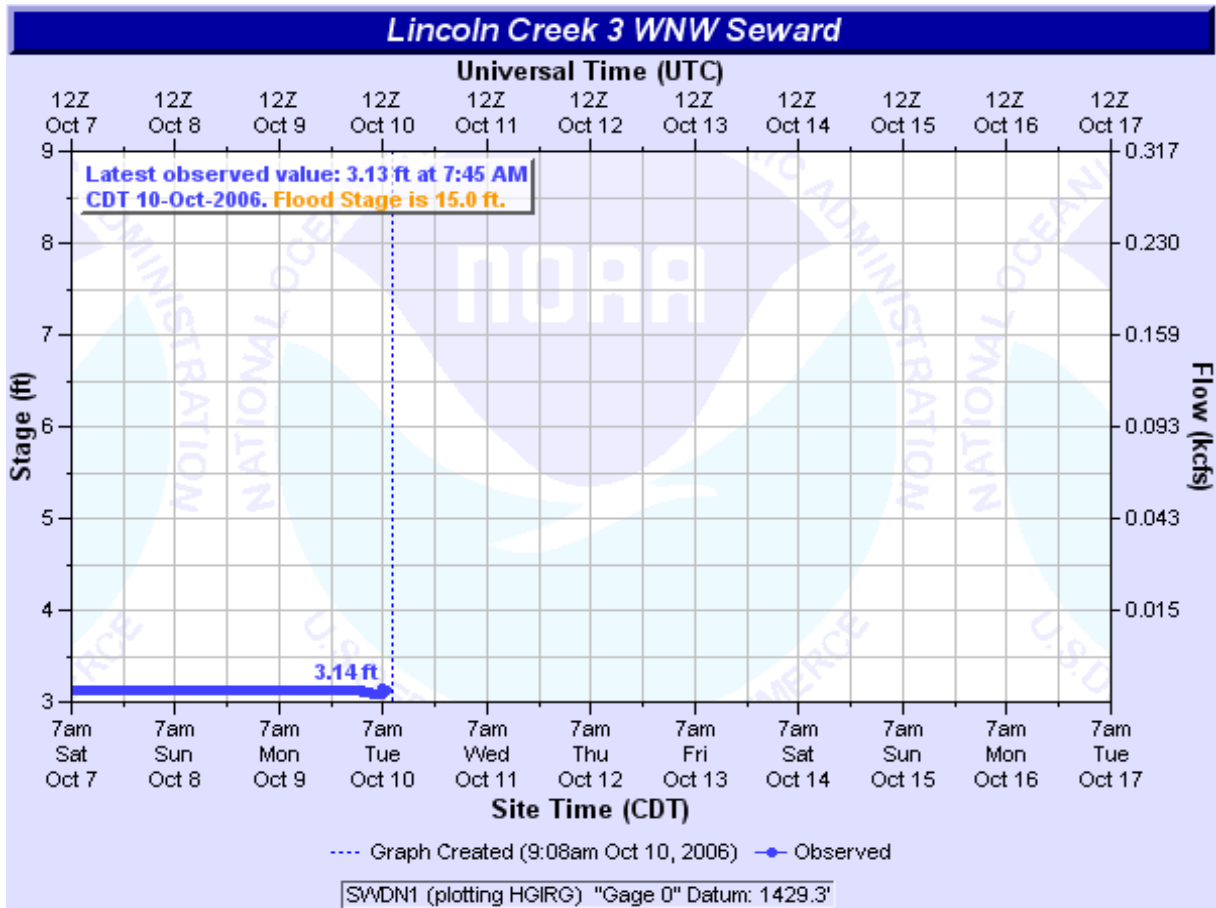 Lincoln Creek 3 WNW Seward
Universal Time (UTC)
12Z 12Z 12Z 12Z 12Z 12Z 12Z 12Z 12Z 12Z 12Z
Oct 7 Oct 8 Oct 9 Oct 10 Oct 11 Oct 12 Oct 13 Oct 14 Oct 15 Oct 16 Oct 17
Latest observed value: 3.13 ft at 7:45 AM
CDT 10-Oct-2006. Flood Stage is 15.0 ft.
9 0.317
8 0.230
7 0.159
6 0.093
5 0.043
4 0.015
3
Stage (ft)
Flow (kcfs)
NOAA
NATIONAL OCEANIC ADMINISTRATION
U.S.D
MERCE
3.14 ft
7am 7am 7am 7am 7am 7am 7am 7am 7am 7am 7am
Sat Sun Mon Tue Wed Thu Fri Sat Sun Mon Tue
Oct 7 Oct 8 Oct 9 Oct 10 Oct 11 Oct 12 Oct 13 Oct 14 Oct 15 Oct 16 Oct 17
Site Time (CDT)
Graph Created (9:08am Oct 10, 2006) Observed
SWDN1 (plotting HGIRG) "Gage 0" Datum: 1429.3'